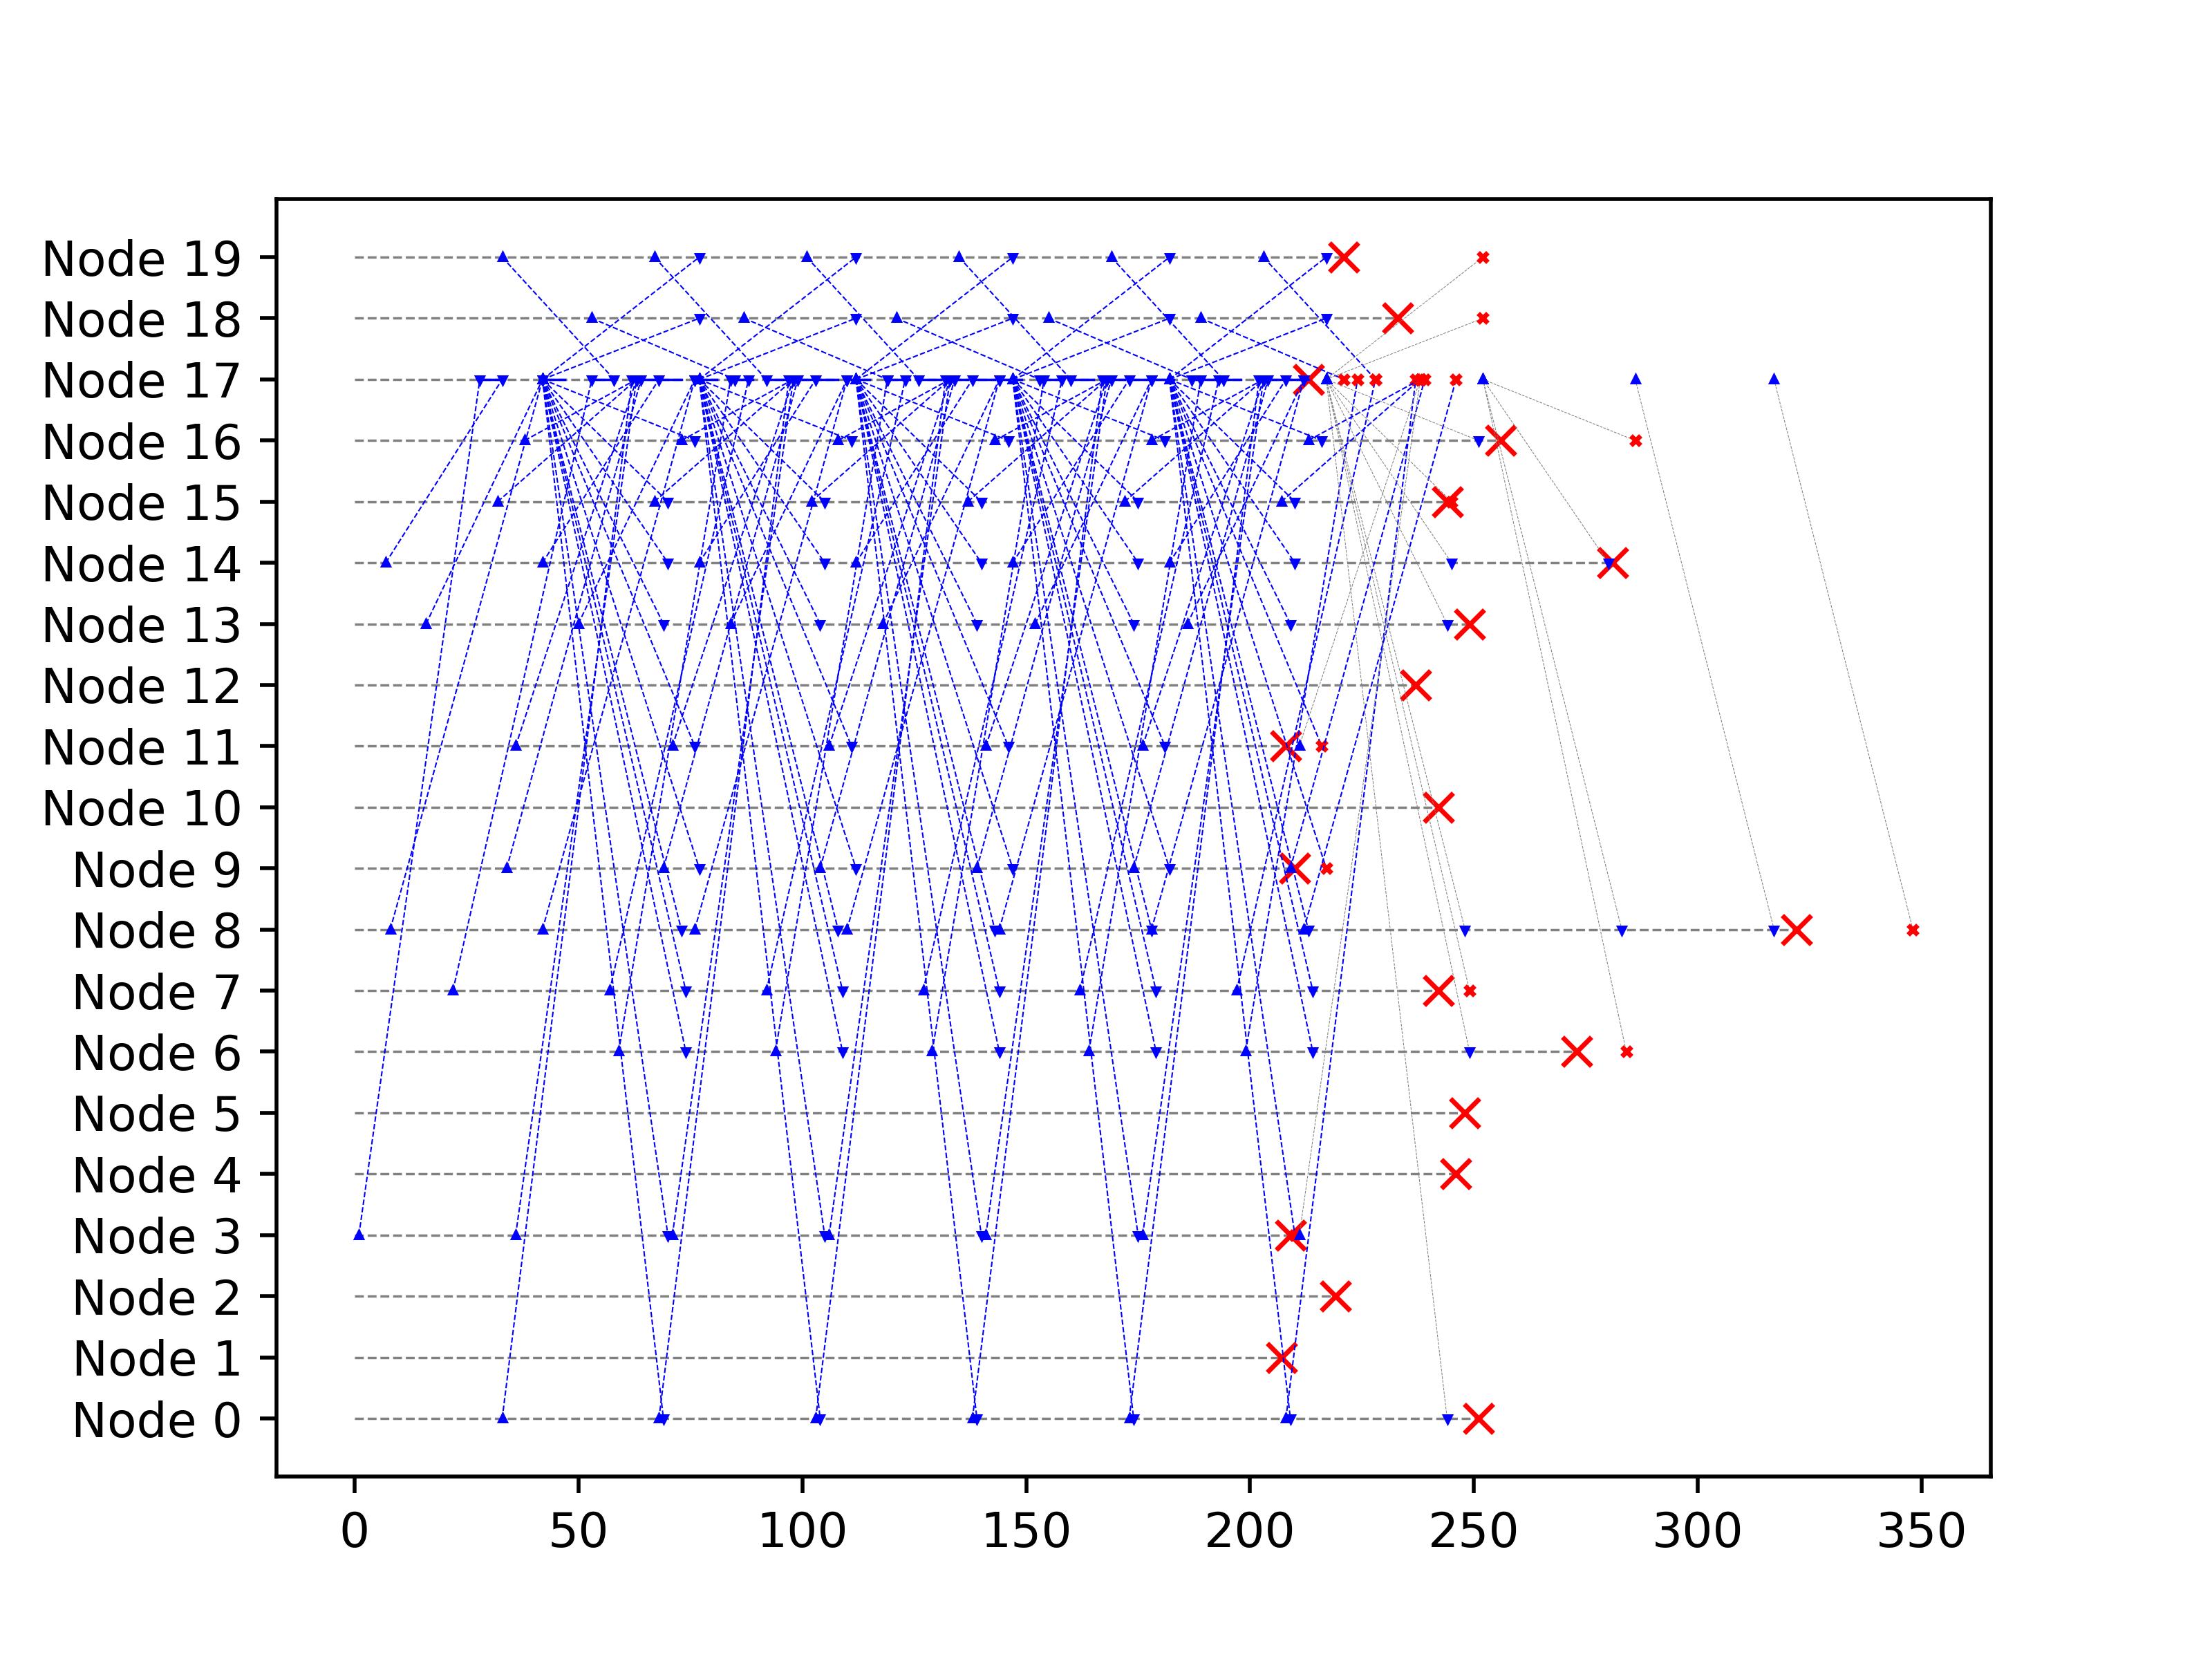 Node 19
Node 18
Node 17
Node 16
Node 15
Node 14
Node 13
Node 12
Node 11
Node 10
Node 9
Node 8
Node 7
Node 6
Node 5
Node 4
Node 3
Node 2
Node 1
Node 0
0 50 100 150 200 250 300 350